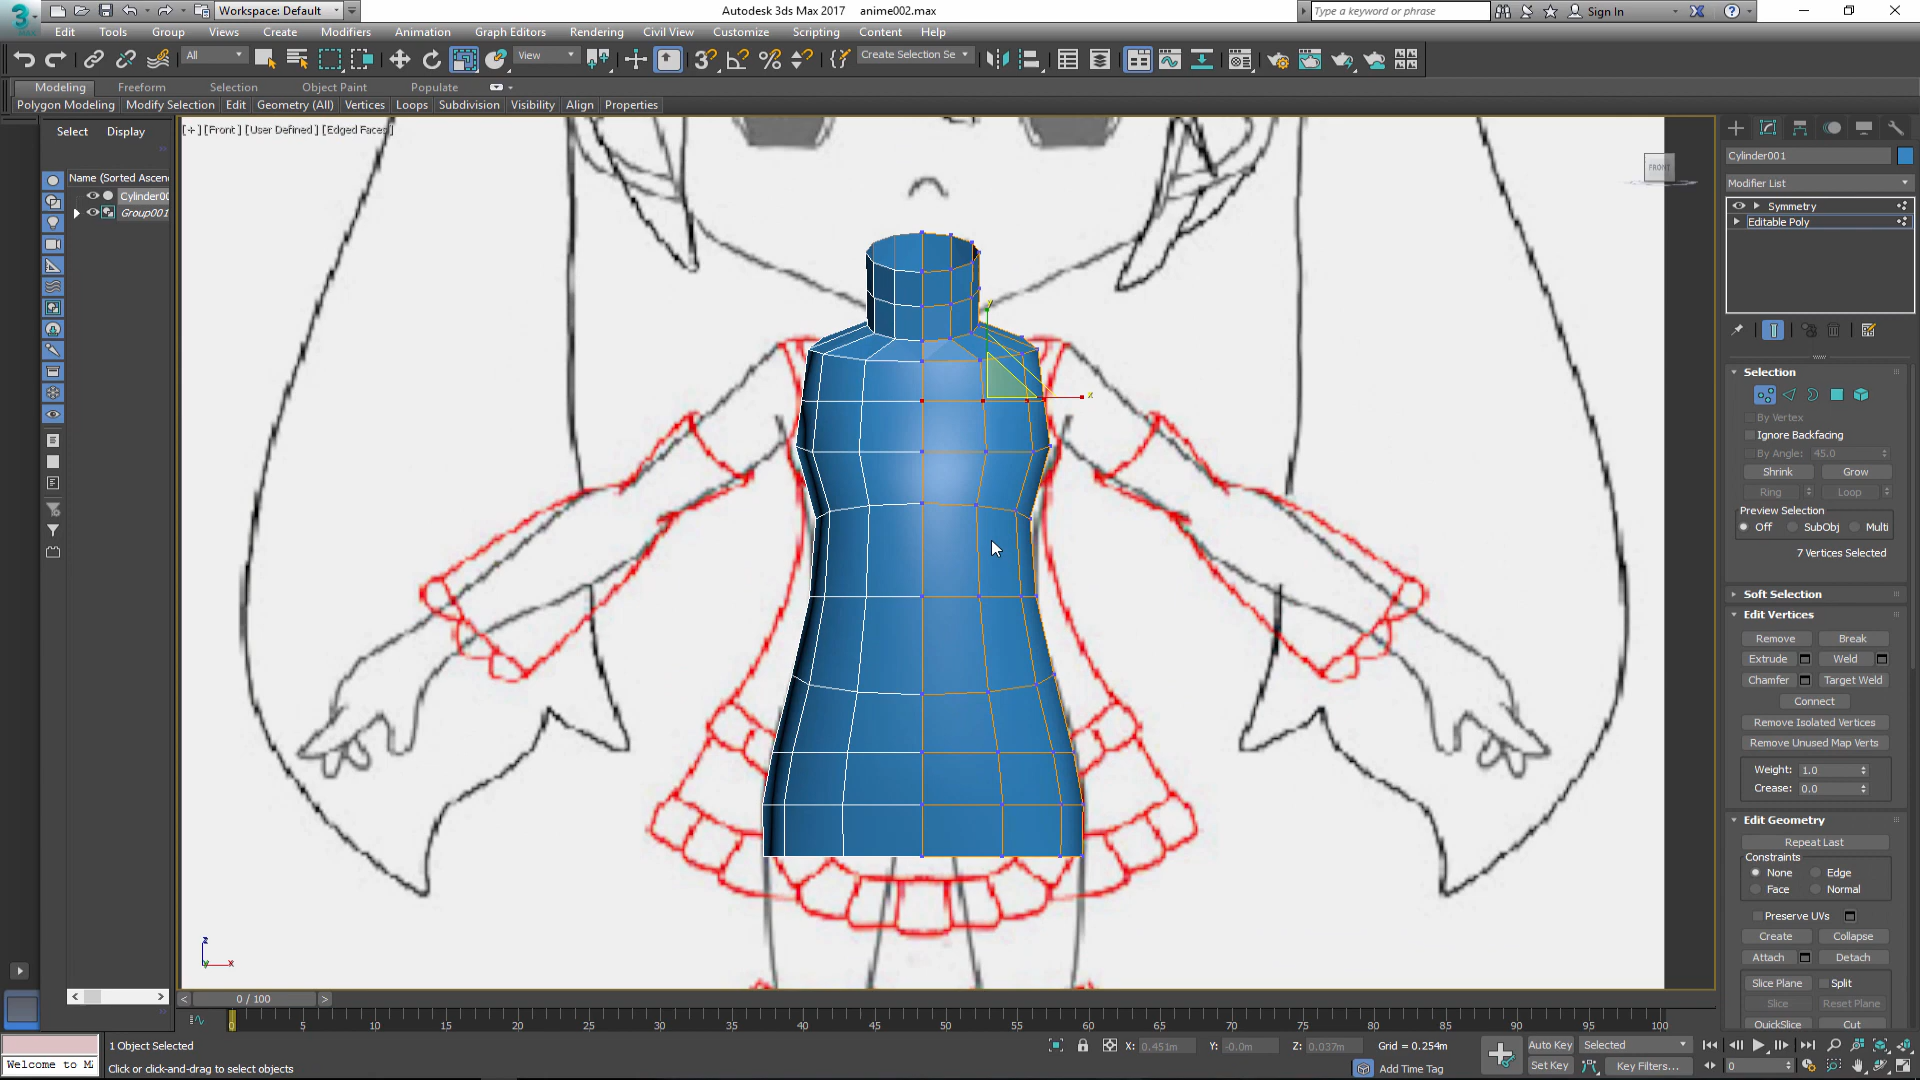 3 Workspace: Default Autodesk 3ds Max 2017 anime002.max Type a keyword or phrase Sign In
MAX
Edit Tools Group Views Create Modifiers Animation Graph Editors Rendering Civil View Customize Scripting Content Help
All View Create Selection Se
Modeling Freeform Selection Object Paint Populate
Polygon Modeling Modify Selection Edit Geometry (All) Vertices Loops Subdivision Visibility Align Properties
Select Display
[+] [Front] [User Defined] [Edged Faces]
Name (Sorted Ascen
Cylinder00
Group001
FRONT
y
x
z
x
Cylinder001
Modifier List
Symmetry
Editable Poly
Selection
By Vertex
Ignore Backfacing
By Angle: 45.0
Shrink Grow
Ring Loop
Preview Selection
Off SubObj Multi
7 Vertices Selected
Soft Selection
Edit Vertices
Remove Break
Extrude Weld
Chamfer Target Weld
Connect
Remove Isolated Vertices
Remove Unused Map Verts
Weight: 1.0
Crease: 0.0
Edit Geometry
Repeat Last
Constraints
None Edge
Face Normal
Preserve UVs
Create Collapse
Attach Detach
Slice Plane Split
Slice Reset Plane
QuickSlice Cut
< 0 / 100 >
0 5 10 15 20 25 30 35 40 45 50 55 60 65 70 75 80 85 90 95 100
1 Object Selected X: 0.451m Y: -0.0m Z: 0.037m Grid = 0.254m Auto Key Selected
Welcome to M Click or click-and-drag to select objects Add Time Tag Set Key Key Filters... 0